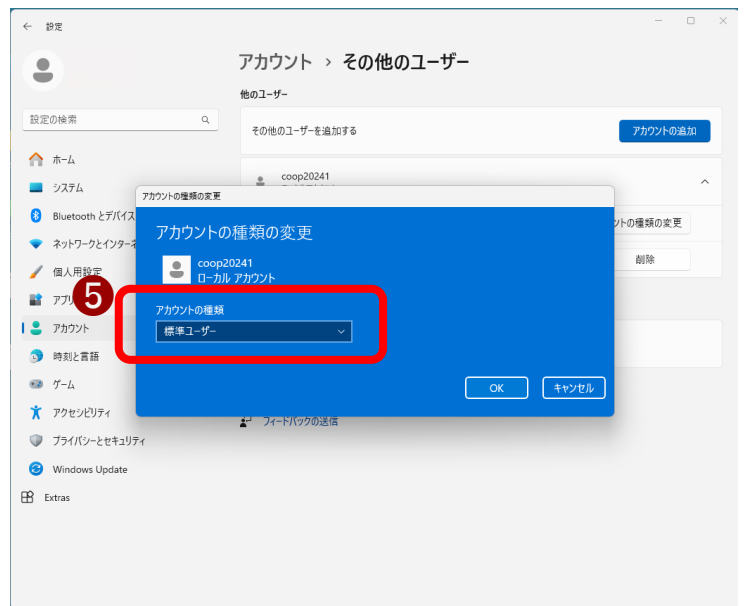 設定
アカウント › その他のユーザー
他のユーザー
設定の検索
その他のユーザーを追加する
アカウントの追加
ホーム
システム
Bluetooth とデバイス
ネットワークとインターネ
個人用設定
アプリ
アカウント
時刻と言語
ゲーム
アクセシビリティ
プライバシーとセキュリティ
Windows Update
Extras
coop20241
ントの種類の変更
削除
アカウントの種類の変更
アカウントの種類の変更
coop20241
ローカル アカウント
5
アカウントの種類
標準ユーザー
OK
キャンセル
フィードバックの送信